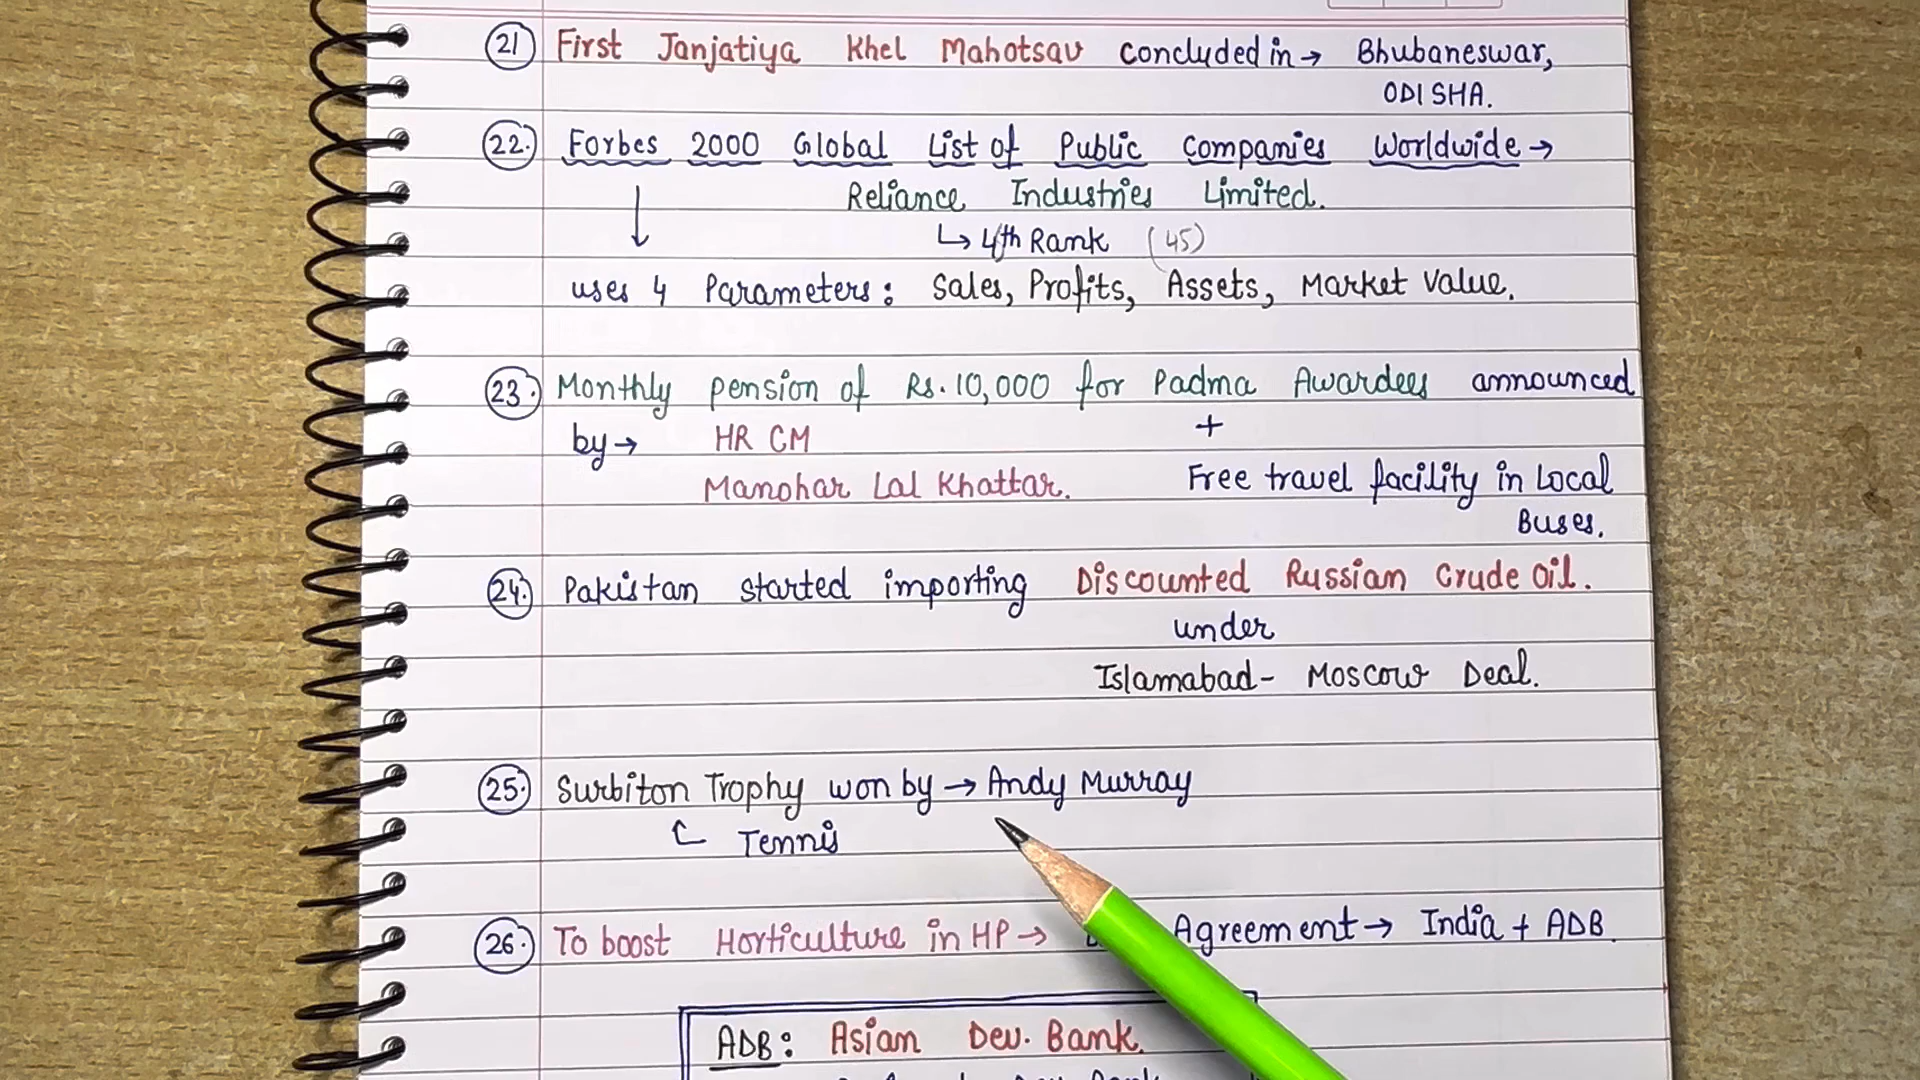 21 First Janjatiya Khel Mahotsav concluded in → Bhubaneswar,
ODISHA.
22. Forbes 2000 Global List of Public Companies Worldwide →
Reliance Industries Limited.
↳ 4th Rank (45)
uses 4 Parameters: Sales, Profits, Assets, Market Value.
23. Monthly pension of Rs. 10,000 for Padma Awardees announced
by → HR CM +
Manohar Lal Khattar. Free travel facility in Local
Buses.
24. Pakistan started importing Discounted Russian Crude Oil.
under
Islamabad - Moscow Deal.
25. Surbiton Trophy won by → Andy Murray
Tennis
26. To boost Horticulture in HP → Agreement → India + ADB.
ADB: Asian Dev. Bank.